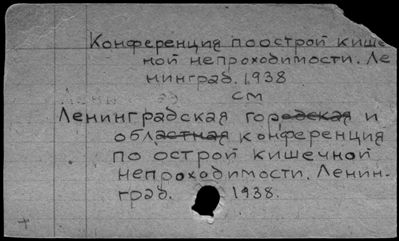 Конференция по острой кише
ной непроходимости. Ле
нинград. 1938
см
Ленинградская городская и
областная конференция
по острой кишечной
непроходимости. Ленин-
град. 1938.